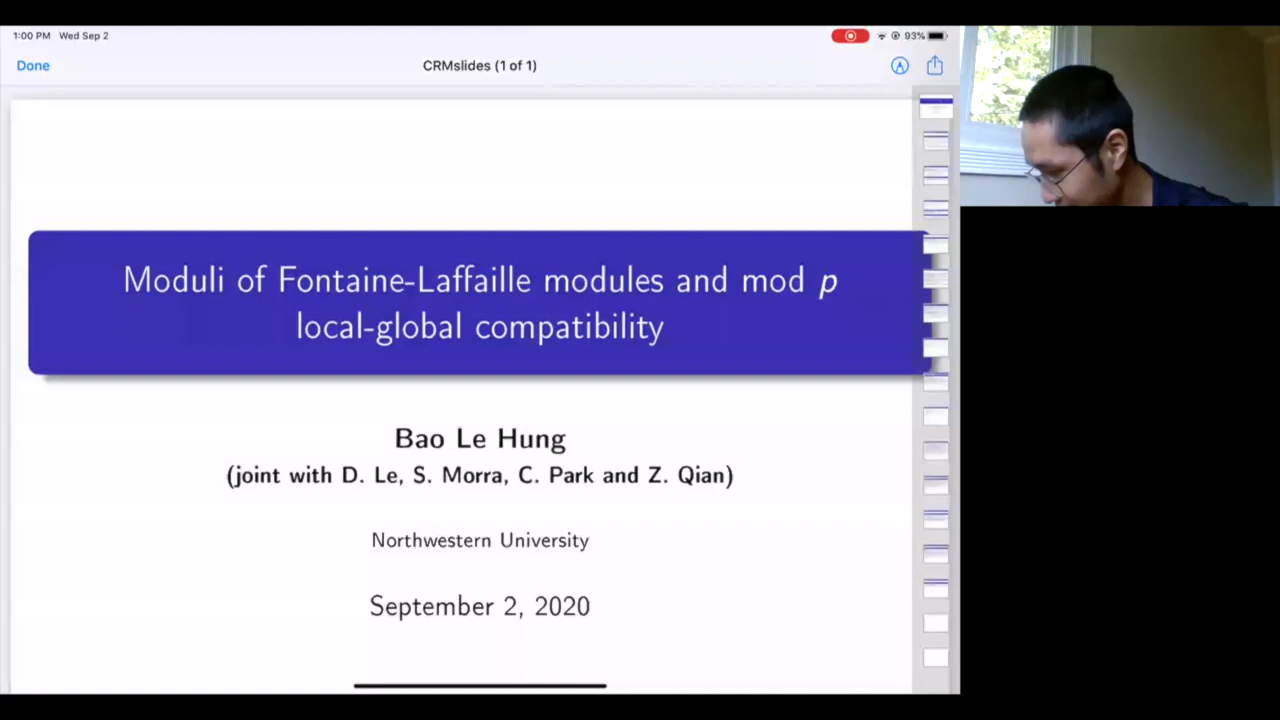 1:00 PM Wed Sep 2
93%
Done
CRMslides (1 of 1)
Moduli of Fontaine-Laffaille modules and mod p
local-global compatibility
Bao Le Hung
(joint with D. Le, S. Morra, C. Park and Z. Qian)
Northwestern University
September 2, 2020